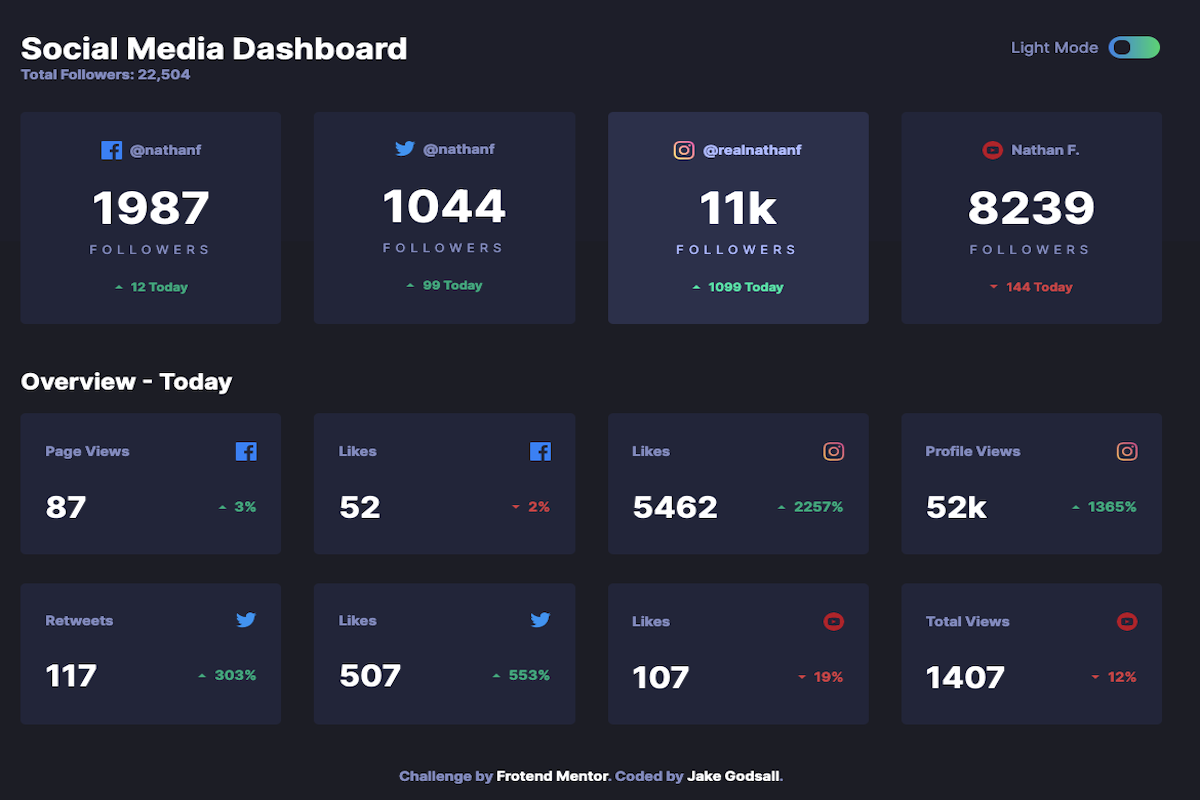 Social Media Dashboard
Total Followers: 22,504
Light Mode
@nathanf
1987
FOLLOWERS
12 Today
@nathanf
1044
FOLLOWERS
99 Today
@realnathanf
11k
FOLLOWERS
1099 Today
Nathan F.
8239
FOLLOWERS
144 Today
Overview - Today
Page Views
87
3%
Likes
52
2%
Likes
5462
2257%
Profile Views
52k
1365%
Retweets
117
303%
Likes
507
553%
Likes
107
19%
Total Views
1407
12%
Challenge by Frotend Mentor. Coded by Jake Godsall.